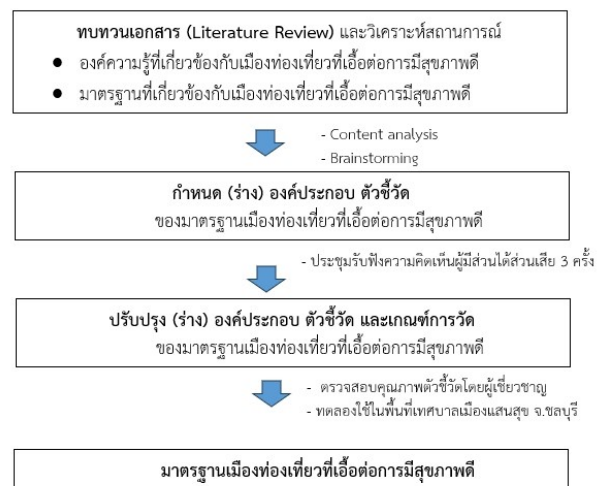 ทบทวนเอกสาร (Literature Review) และวิเคราะห์สถานการณ์
● องค์ความรู้ที่เกี่ยวข้องกับเมืองท่องเที่ยวที่เอื้อต่อการมีสุขภาพดี
● มาตรฐานที่เกี่ยวข้องกับเมืองท่องเที่ยวที่เอื้อต่อการมีสุขภาพดี
- Content analysis
- Brainstorming
กำหนด (ร่าง) องค์ประกอบ ตัวชี้วัด
ของมาตรฐานเมืองท่องเที่ยวที่เอื้อต่อการมีสุขภาพดี
- ประชุมรับฟังความคิดเห็นผู้มีส่วนได้ส่วนเสีย 3 ครั้ง
ปรับปรุง (ร่าง) องค์ประกอบ ตัวชี้วัด และเกณฑ์การวัด
ของมาตรฐานเมืองท่องเที่ยวที่เอื้อต่อการมีสุขภาพดี
- ตรวจสอบคุณภาพตัวชี้วัดโดยผู้เชี่ยวชาญ
- ทดลองใช้ในพื้นที่เทศบาลเมืองแสนสุข จ.ชลบุรี
มาตรฐานเมืองท่องเที่ยวที่เอื้อต่อการมีสุขภาพดี